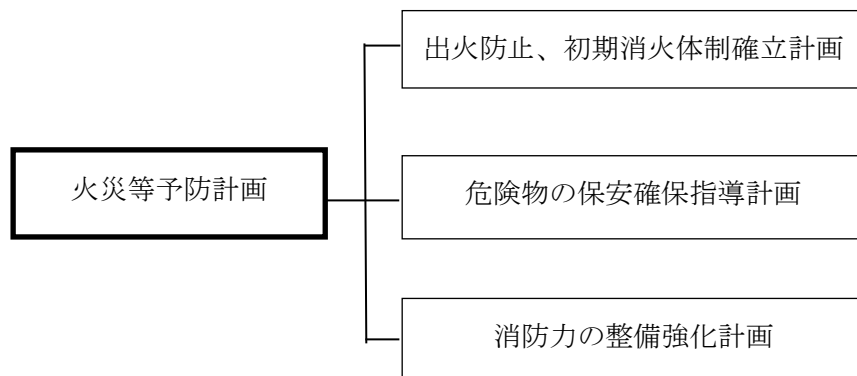 出火防止、初期消火体制確立計画
火災等予防計画
危険物の保安確保指導計画
消防力の整備強化計画